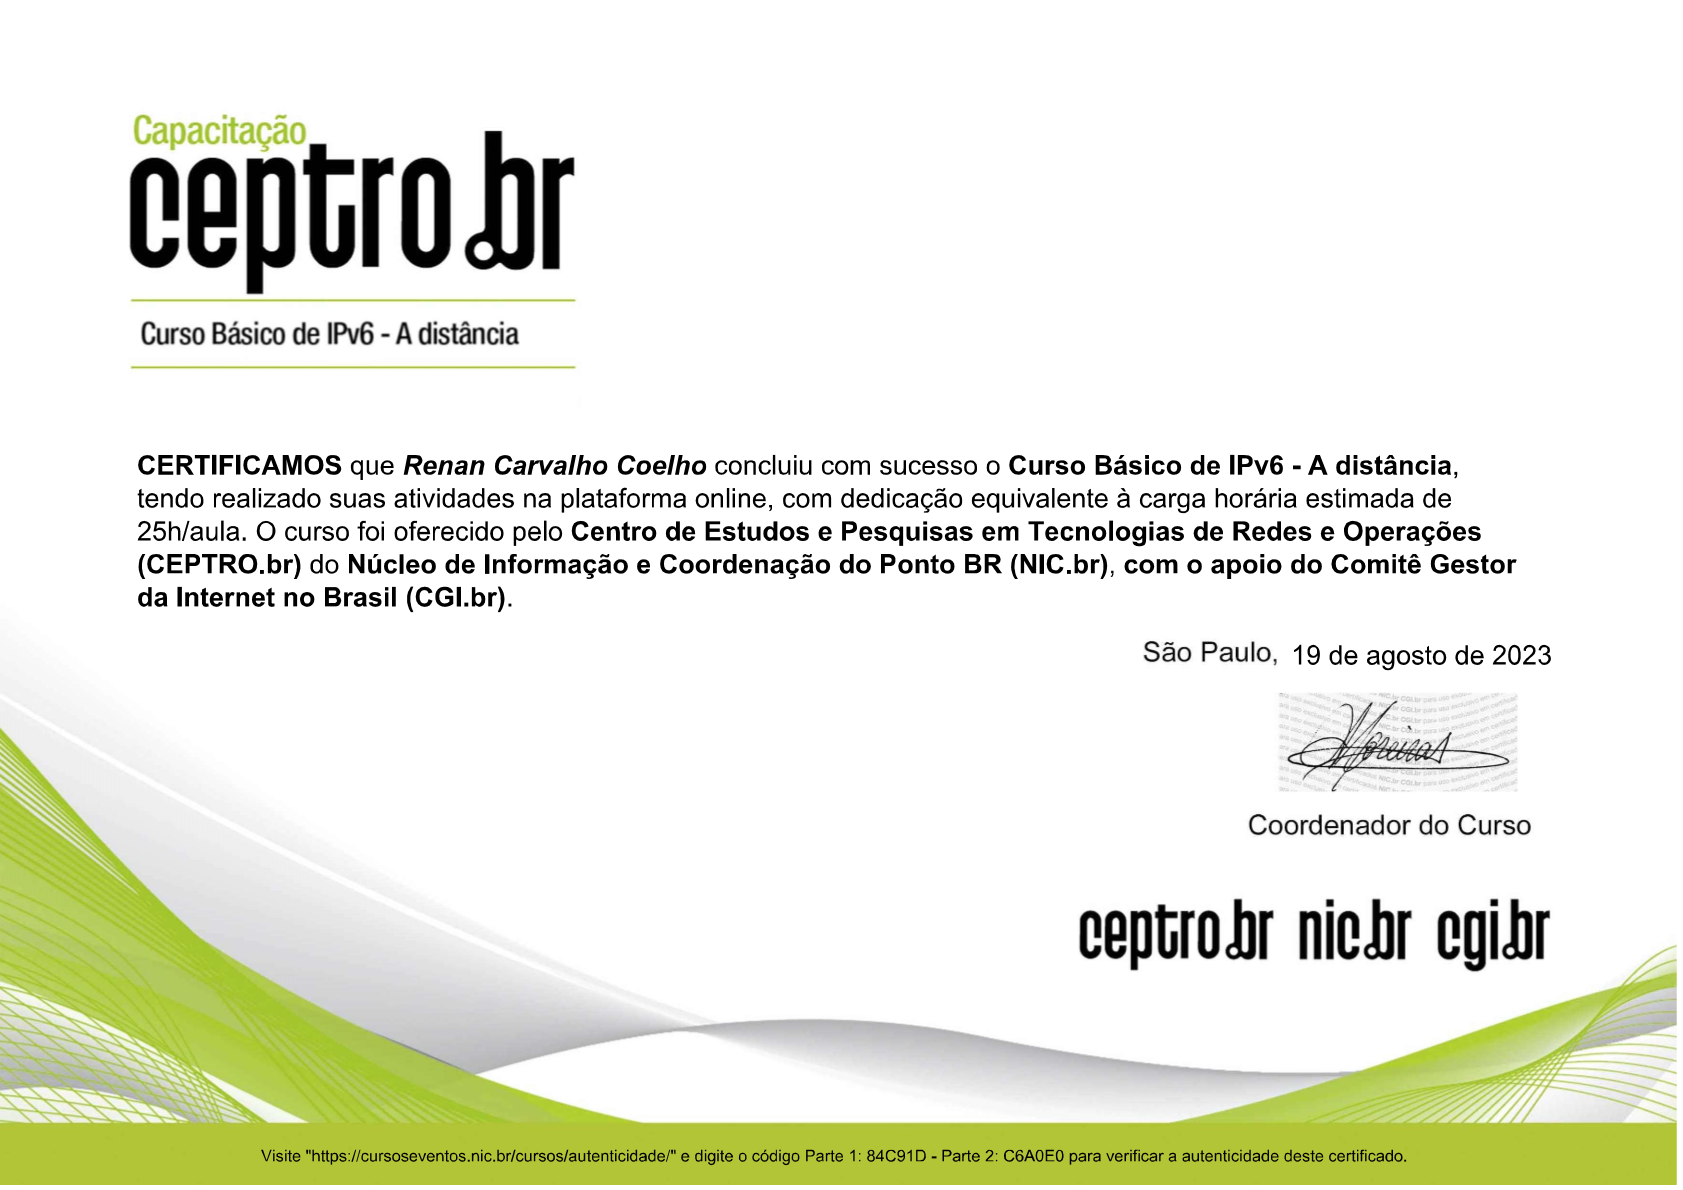 Capacitação
ceptro.br
Curso Básico de IPv6 - A distância
CERTIFICAMOS que Renan Carvalho Coelho concluiu com sucesso o Curso Básico de IPv6 - A distância,
tendo realizado suas atividades na plataforma online, com dedicação equivalente à carga horária estimada de
25h/aula. O curso foi oferecido pelo Centro de Estudos e Pesquisas em Tecnologias de Redes e Operações
(CEPTRO.br) do Núcleo de Informação e Coordenação do Ponto BR (NIC.br), com o apoio do Comitê Gestor
da Internet no Brasil (CGI.br).
São Paulo, 19 de agosto de 2023
Coordenador do Curso
ceptro.br nic.br cgi.br
Visite "https://cursoseventos.nic.br/cursos/autenticidade/" e digite o código Parte 1: 84C91D - Parte 2: C6A0E0 para verificar a autenticidade deste certificado.